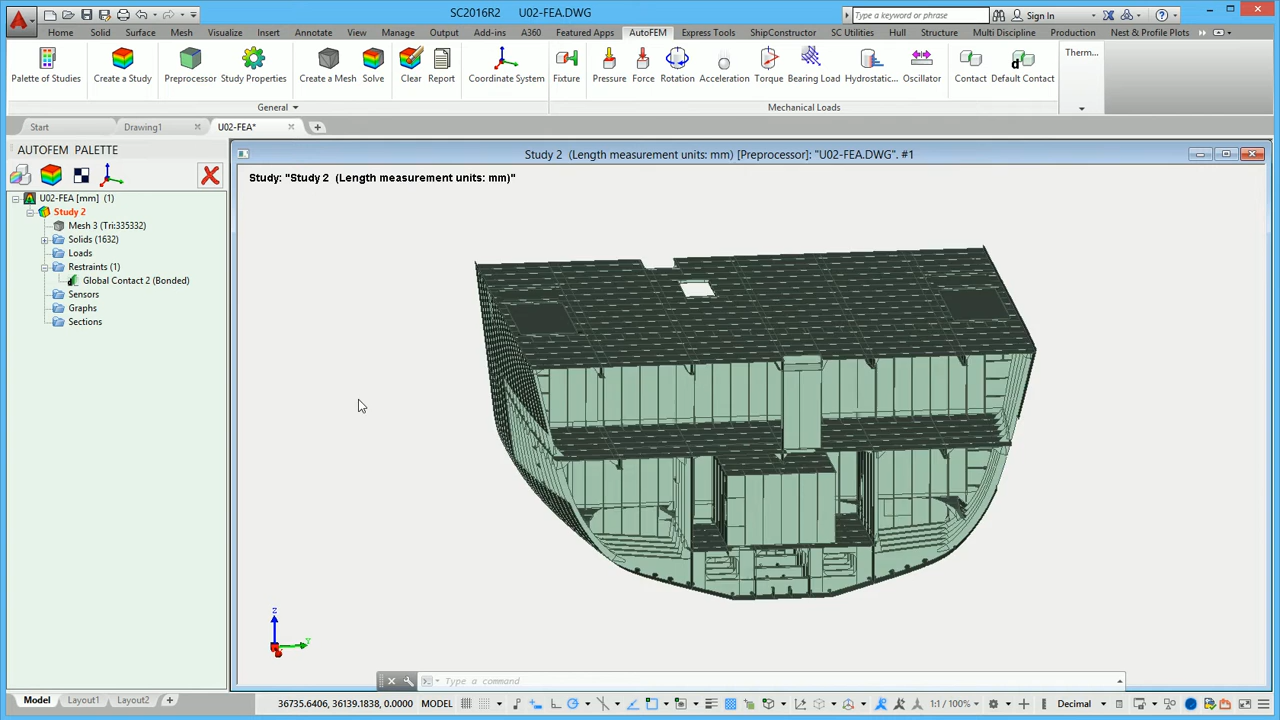 SC2016R2 U02-FEA.DWG
Type a keyword or phrase
Sign In
Home Solid Surface Mesh Visualize Insert Annotate View Manage Output Add-ins A360 Featured Apps AutoFEM Express Tools ShipConstructor SC Utilities Hull Structure Multi Discipline Production Nest & Profile Plots
Palette of Studies Create a Study Preprocessor Study Properties Create a Mesh Solve Clear Report Coordinate System Fixture Pressure Force Rotation Acceleration Torque Bearing Load Hydrostatic... Oscillator Contact Default Contact Therm...
General Mechanical Loads
Start Drawing1 U02-FEA*
AUTOFEM PALETTE
Study 2 (Length measurement units: mm) [Preprocessor]: "U02-FEA.DWG". #1
Study: "Study 2 (Length measurement units: mm)"
U02-FEA [mm] (1)
Study 2
Mesh 3 (Tri:335332)
Solids (1632)
Loads
Restraints (1)
Global Contact 2 (Bonded)
Sensors
Graphs
Sections
Z
Y
Type a command
Model Layout1 Layout2
36735.6406, 36139.1838, 0.0000 MODEL
1:1 / 100%
Decimal